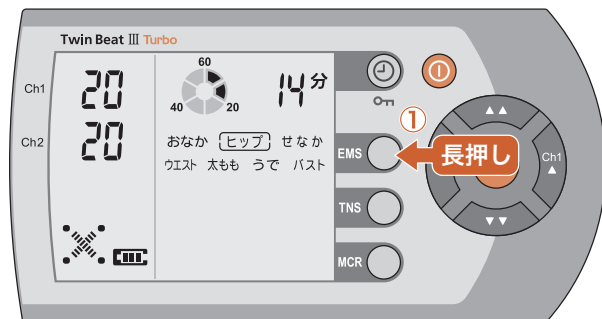 Twin Beat III Turbo
Ch1 20
Ch2 20
60
40 20
14分
おなか ヒップ せなか
ウエスト 太もも うで バスト
EMS
TNS
MCR
①
長押し
Ch1